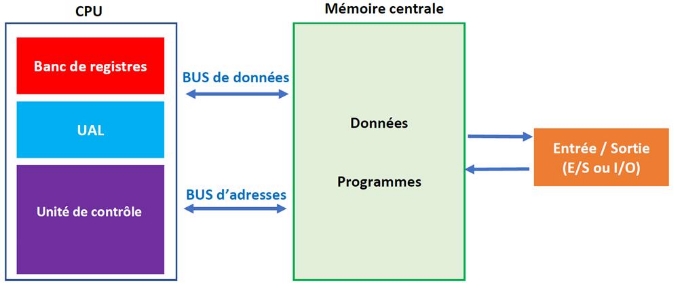 CPU
Mémoire centrale
Banc de registres
BUS de données
UAL
Données
Entrée / Sortie
(E/S ou I/O)
Programmes
BUS d’adresses
Unité de contrôle